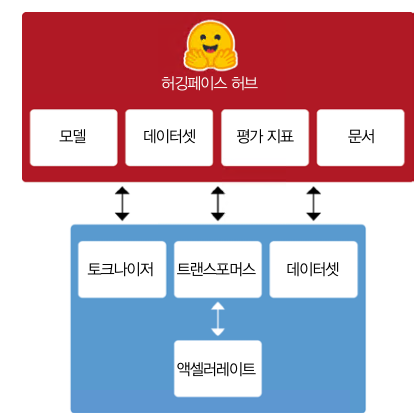 허깅페이스 허브
모델
데이터셋
평가 지표
문서
토크나이저
트랜스포머스
데이터셋
액셀러레이트